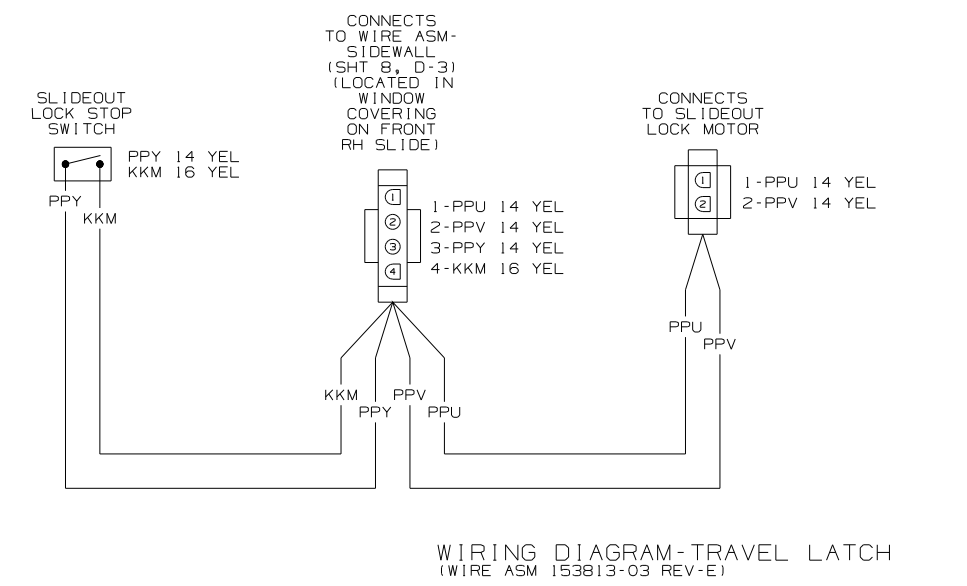 CONNECTS
TO WIRE ASM-
SIDEWALL
(SHT 8, D-3)
(LOCATED IN
WINDOW
COVERING
ON FRONT
RH SLIDE)
SLIDEOUT
LOCK STOP
SWITCH
PPY 14 YEL
KKM 16 YEL
PPY
KKM
1
2
3
4
1-PPU 14 YEL
2-PPV 14 YEL
3-PPY 14 YEL
4-KKM 16 YEL
CONNECTS
TO SLIDEOUT
LOCK MOTOR
1
2
1-PPU 14 YEL
2-PPV 14 YEL
PPU
PPV
KKM
PPY
PPV
PPU
WIRING DIAGRAM-TRAVEL LATCH
(WIRE ASM 153813-03 REV-E)